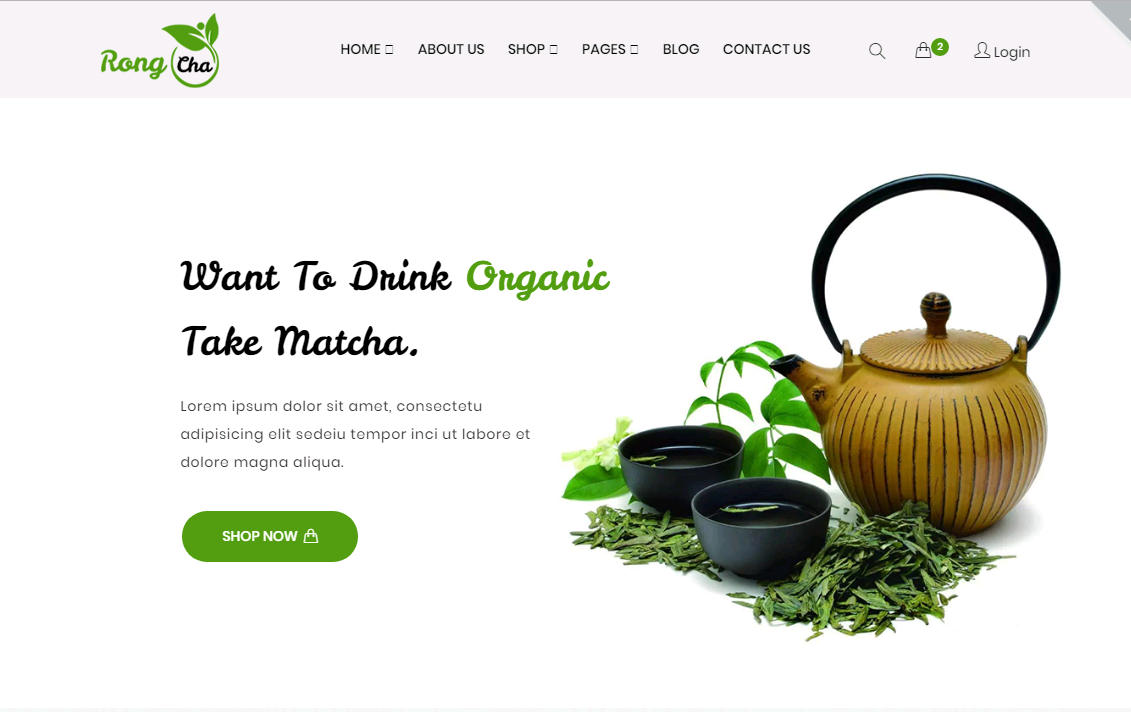 Rong Cha
HOME ABOUT US SHOP PAGES BLOG CONTACT US 2 Login
Want To Drink Organic
Take Matcha.
Lorem ipsum dolor sit amet, consectetu
adipisicing elit sedeiu tempor inci ut labore et
dolore magna aliqua.
SHOP NOW